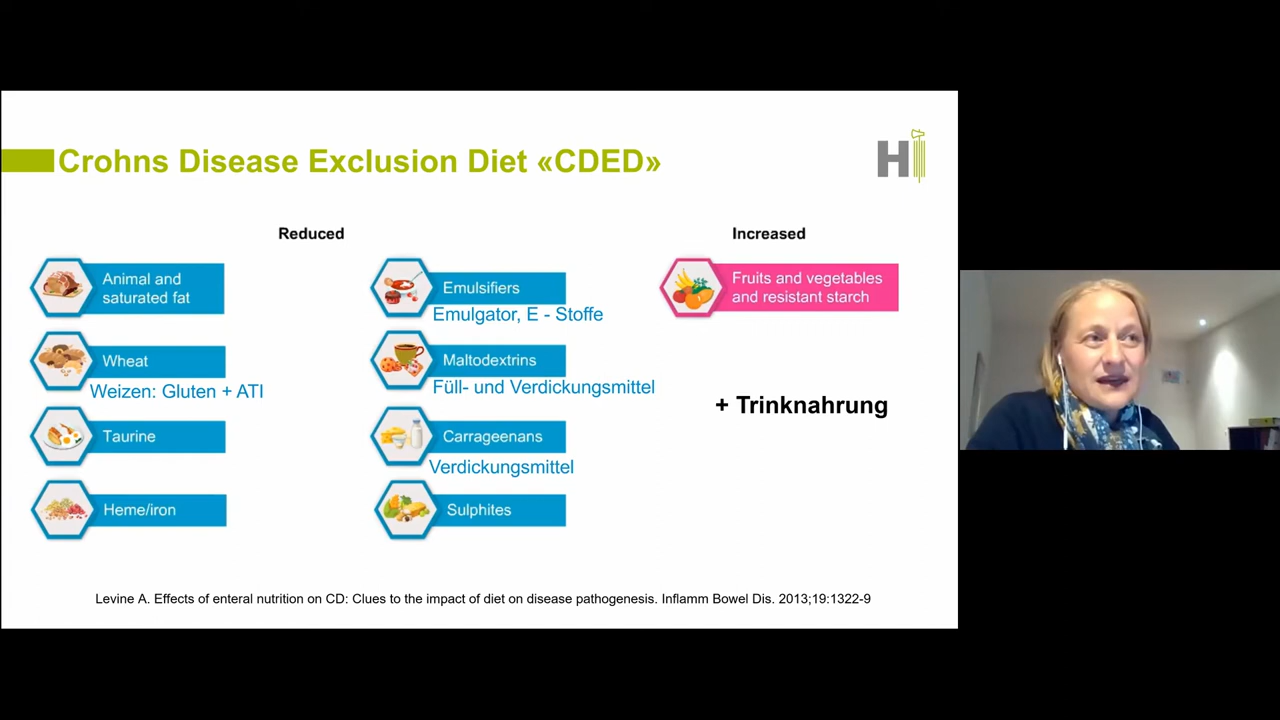 Crohns Disease Exclusion Diet «CDED»
H
Reduced
Increased
Animal and
saturated fat
Wheat
Weizen: Gluten + ATI
Taurine
Heme/iron
Emulsifiers
Emulgator, E - Stoffe
Maltodextrins
Füll- und Verdickungsmittel
Carrageenans
Verdickungsmittel
Sulphites
Fruits and vegetables
and resistant starch
+ Trinknahrung
Levine A. Effects of enteral nutrition on CD: Clues to the impact of diet on disease pathogenesis. Inflamm Bowel Dis. 2013;19:1322-9